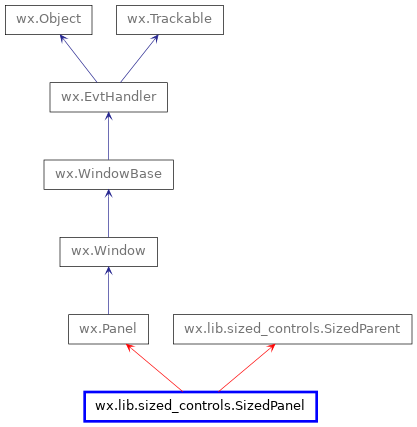 wx.Object
wx.Trackable
wx.EvtHandler
wx.WindowBase
wx.Window
wx.Panel
wx.lib.sized_controls.SizedParent
wx.lib.sized_controls.SizedPanel